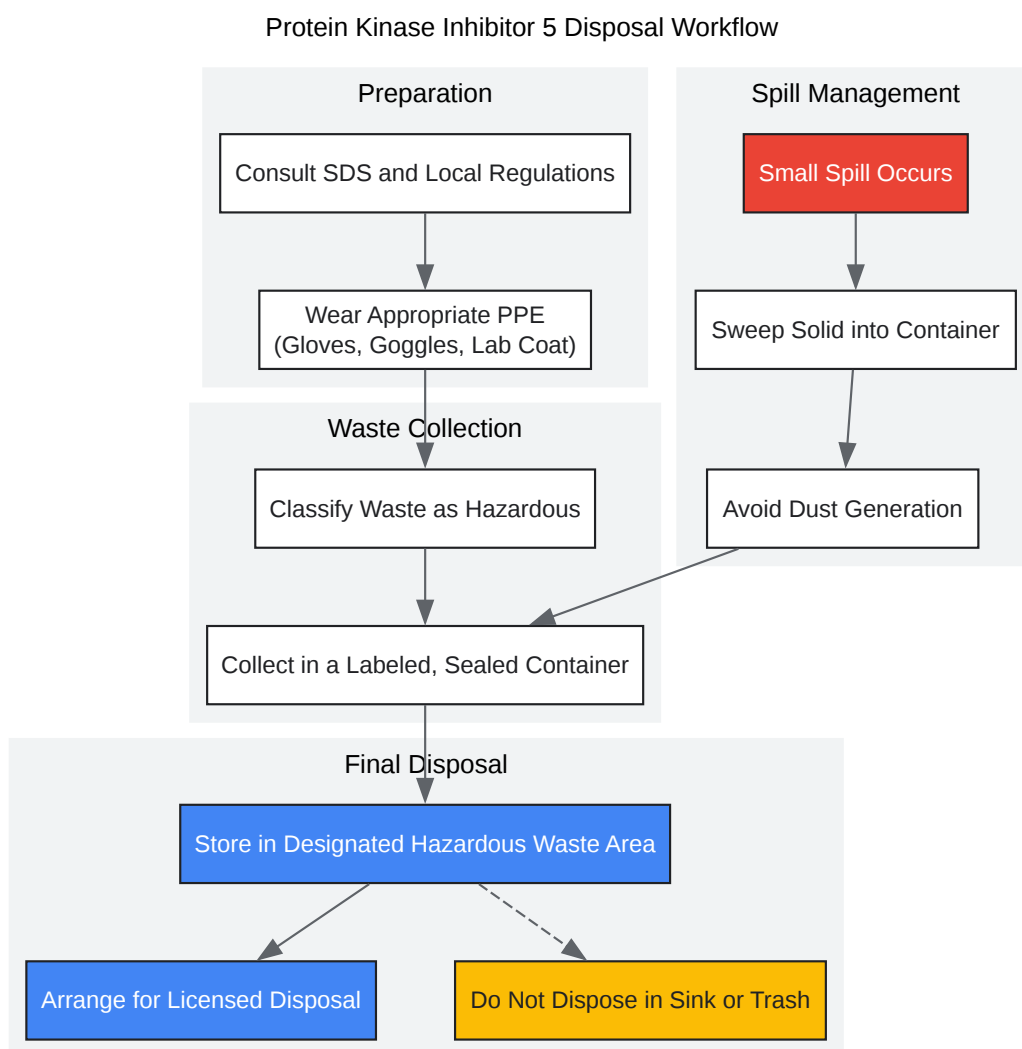 Protein Kinase Inhibitor 5 Disposal Workflow
Preparation
Consult SDS and Local Regulations
Wear Appropriate PPE
(Gloves, Goggles, Lab Coat)
Spill Management
Small Spill Occurs
Sweep Solid into Container
Avoid Dust Generation
Waste Collection
Classify Waste as Hazardous
Collect in a Labeled, Sealed Container
Final Disposal
Store in Designated Hazardous Waste Area
Arrange for Licensed Disposal
Do Not Dispose in Sink or Trash